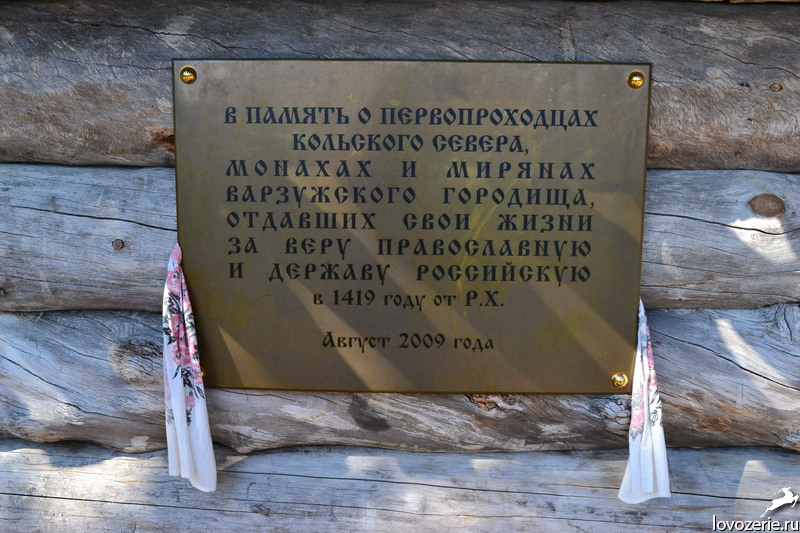 В ПАМЯТЬ О ПЕРВОПРОХОДЦАХ
КОЛЬСКОГО СЕВЕРА,
МОНАХАХ И МИРЯНАХ
ВАРЗУЖСКОГО ГОРОДИЩА,
ОТДАВШИХ СВОИ ЖИЗНИ
ЗА ВЕРУ ПРАВОСЛАВНУЮ
И ДЕРЖАВУ РОССИЙСКУЮ
в 1419 году от Р.Х.
Август 2009 года
lovozerie.ru